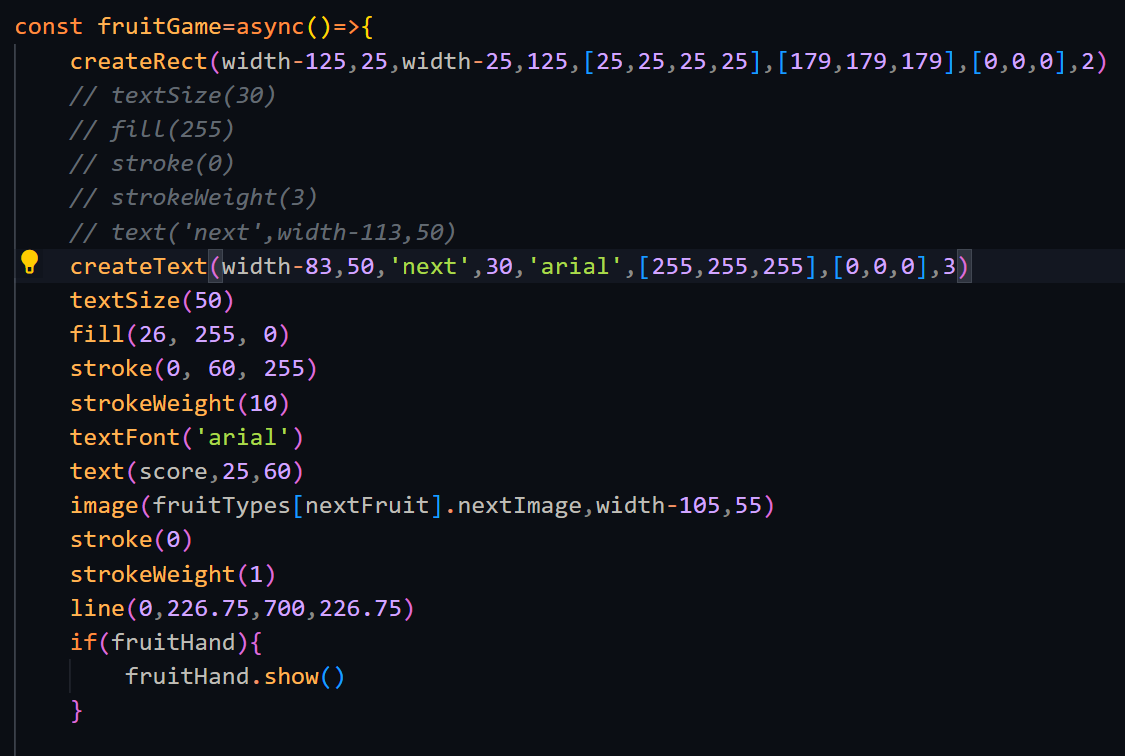 const fruitGame=async()=>{
    createRect(width-125,25,width-25,125,[25,25,25,25],[179,179,179],[0,0,0],2)
    // textSize(30)
    // fill(255)
    // stroke(0)
    // strokeWeight(3)
    // text('next',width-113,50)
    createText(width-83,50,'next',30,'arial',[255,255,255],[0,0,0],3)
    textSize(50)
    fill(26, 255, 0)
    stroke(0, 60, 255)
    strokeWeight(10)
    textFont('arial')
    text(score,25,60)
    image(fruitTypes[nextFruit].nextImage,width-105,55)
    stroke(0)
    strokeWeight(1)
    line(0,226.75,700,226.75)
    if(fruitHand){
        fruitHand.show()
    }